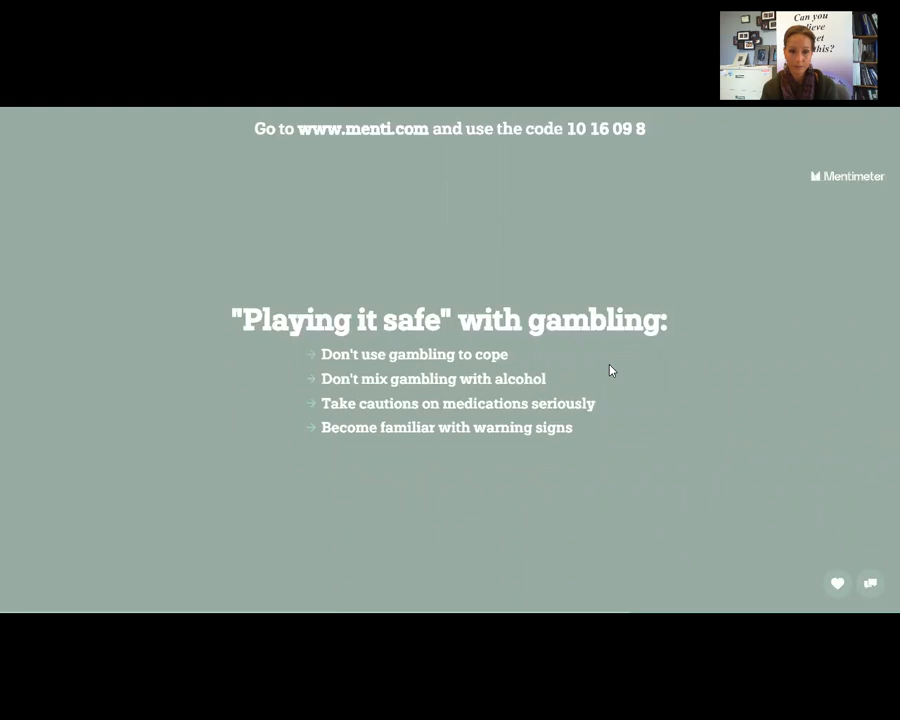 Can you
get
this?
Go to www.menti.com and use the code 10 16 09 8
Mentimeter
"Playing it safe" with gambling:
Don't use gambling to cope
Don't mix gambling with alcohol
Take cautions on medications seriously
Become familiar with warning signs